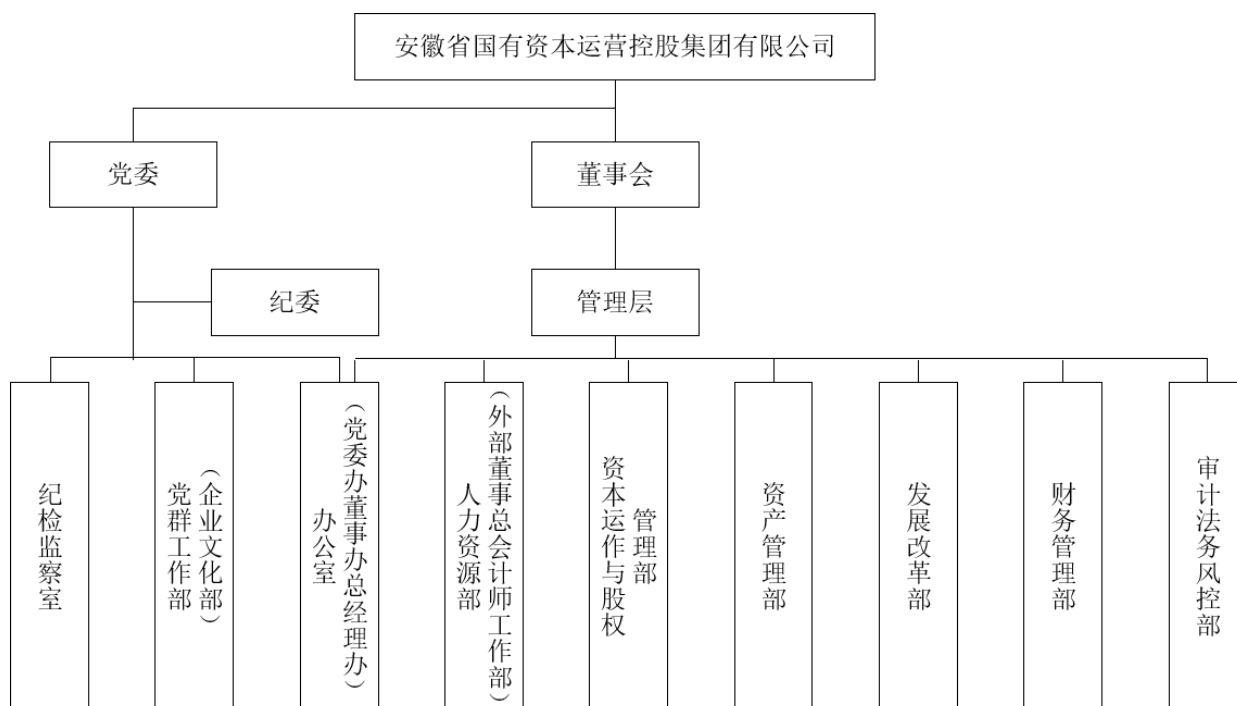 安徽省国有资本运营控股集团有限公司
党委
董事会
纪委
管理层
纪检监察室
党群工作部
（企业文化部）
办公室
（党委办董事办总经理办）
人力资源部
（外部董事总会计师工作部）
资本运作与股权
管理部
资产管理部
发展改革部
财务管理部
审计法务风控部